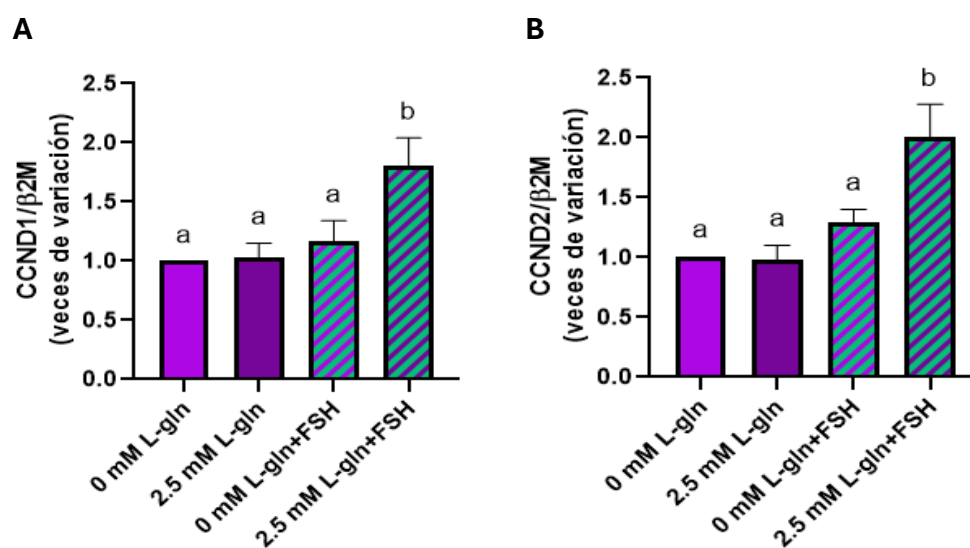 A
CCND1/β2M
(veces de variación)
2.5
2.0
1.5
1.0
0.5
0.0
a
a
a
b
0 mM L-gln
2.5 mM L-gln
0 mM L-gln+FSH
2.5 mM L-gln+FSH
B
CCND2/β2M
(veces de variación)
2.5
2.0
1.5
1.0
0.5
0.0
a
a
a
b
0 mM L-gln
2.5 mM L-gln
0 mM L-gln+FSH
2.5 mM L-gln+FSH